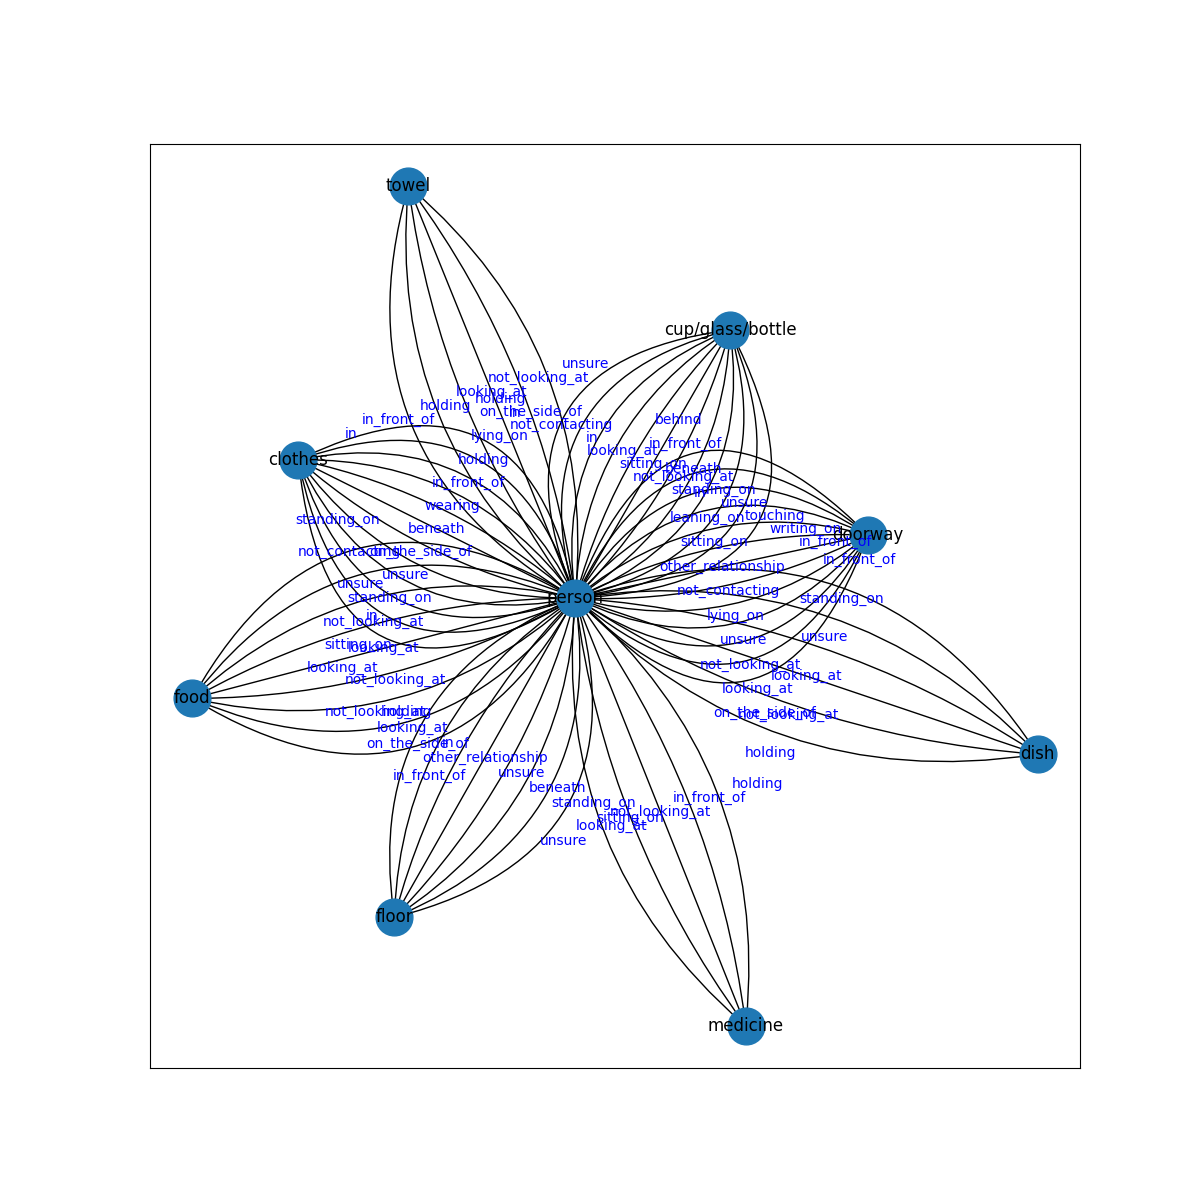 towel
cup/glass/bottle
unsure
not_looking_at
looking_at
holding
holding
on_the_side_of
in
in_front_of
behind
not_contacting
in
lying_on
in
in_front_of
looking_at
clothes
holding
sitting_on
beneath
not_looking_at
in_front_of
standing_on
in
unsure
wearing
touching
leaning_on
standing_on
beneath
writing_on
doorway
sitting_on
in_front_of
not_contacting
on_the_side_of
in_front_of
other_relationship
unsure
unsure
not_contacting
person
standing_on
standing_on
in
lying_on
not_looking_at
unsure
unsure
sitting_on
looking_at
looking_at
not_looking_at
looking_at
not_looking_at
looking_at
food
not_looking_at
holding
on_the_side_of
not_looking_at
looking_at
on_the_side_of
in
holding
dish
other_relationship
unsure
in_front_of
beneath
holding
in_front_of
standing_on
not_looking_at
sitting_on
looking_at
unsure
floor
medicine